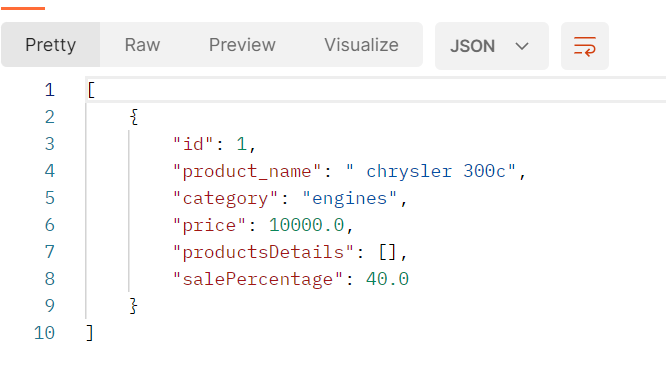 Pretty Raw Preview Visualize JSON
1 [
2 {
3 "id": 1,
4 "product_name": " chrysler 300c",
5 "category": "engines",
6 "price": 10000.0,
7 "productsDetails": [],
8 "salePercentage": 40.0
9 }
10 ]